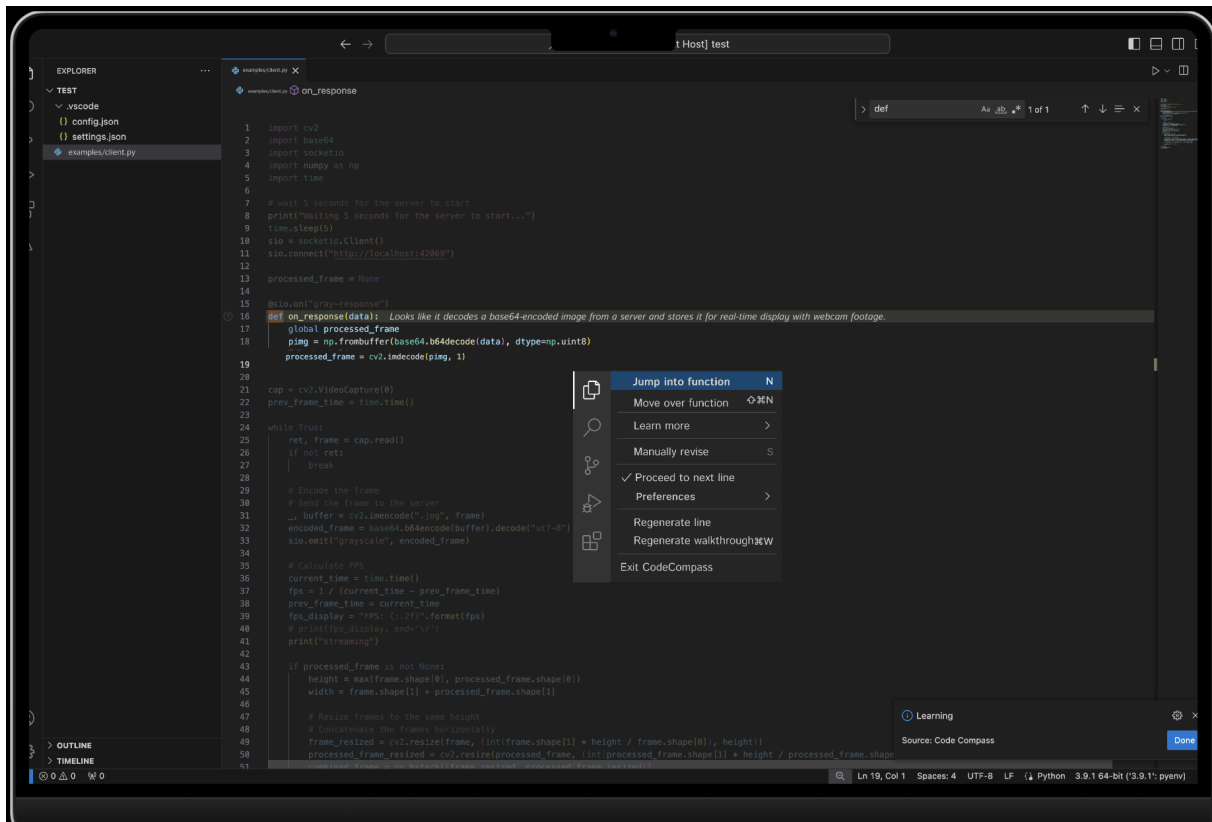 t Host] test
EXPLORER
...
examples/client.py
TEST
examples/client.py
on_response
.vscode
config.json
settings.json
examples/client.py
def
Aa
ab
1 of 1
1 import cv2
2 import base64
3 import socketio
4 import numpy as np
5 import time
6
7 # wait 5 seconds for the server to start
8 print("Waiting 5 seconds for the server to start...")
9 time.sleep(5)
10 sio = socketio.Client()
11 sio.connect("http://localhost:42069")
12
13 processed_frame = None
14
15 @sio.on("gray-response")
16 def on_response(data): Looks like it decodes a base64-encoded image from a server and stores it for real-time display with webcam footage.
17 global processed_frame
18 pimg = np.frombuffer(base64.b64decode(data), dtype=np.uint8)
processed_frame = cv2.imdecode(pimg, 1)
19
20
21 cap = cv2.VideoCapture(0)
22 prev_frame_time = time.time()
23
24 while True:
25 ret, frame = cap.read()
26 if not ret:
27 break
28
29 # Encode the frame
30 # Send the frame to the server
31 _, buffer = cv2.imencode(".jpg", frame)
32 encoded_frame = base64.b64encode(buffer).decode("utf-8")
33 sio.emit("grayscale", encoded_frame)
34
35 # Calculate FPS
36 current_time = time.time()
37 fps = 1 / (current_time - prev_frame_time)
38 prev_frame_time = current_time
39 fps_display = "FPS: {:.2f}".format(fps)
40 # print(fps_display, end='\r')
41 print("streaming")
42
43 if processed_frame is not None:
44 height = max(frame.shape[0], processed_frame.shape[0])
45 width = frame.shape[1] + processed_frame.shape[1]
46
47 # Resize frames to the same height
48 # Concatenate the frames horizontally
49 frame_resized = cv2.resize(frame, (int(frame.shape[1] * height / frame.shape[0]), height))
50 processed_frame_resized = cv2.resize(processed_frame, (int(processed_frame.shape[1] * height / processed_frame.shape
51 combined_frame = np.hstack((frame_resized, processed_frame_resized))
Jump into function N
Move over function ⇧⌘N
Learn more >
Manually revise S
✓ Proceed to next line
Preferences >
Regenerate line
Regenerate walkthrough⌘W
Exit CodeCompass
Learning
Source: Code Compass
Done
OUTLINE
TIMELINE
0 0 0
Ln 19, Col 1 Spaces: 4 UTF-8 LF Python 3.9.1 64-bit ('3.9.1': pyenv)